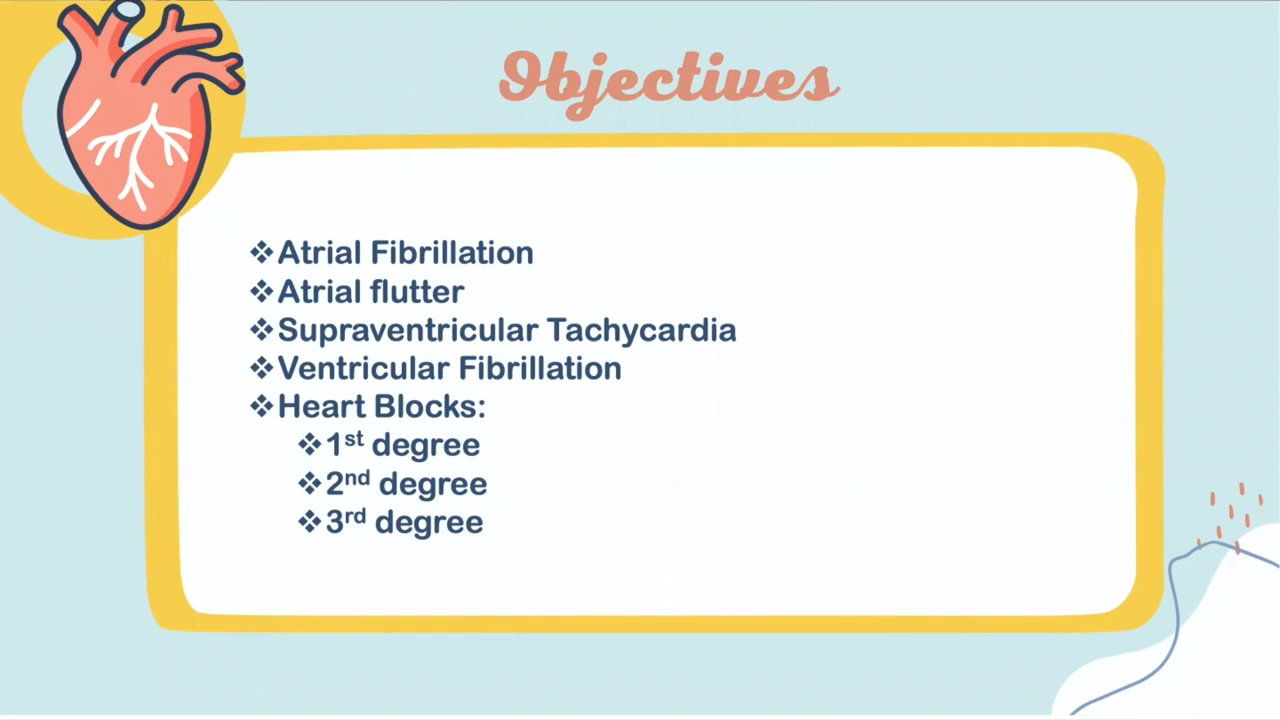 Objectives
❖Atrial Fibrillation
❖Atrial flutter
❖Supraventricular Tachycardia
❖Ventricular Fibrillation
❖Heart Blocks:
❖1st degree
❖2nd degree
❖3rd degree